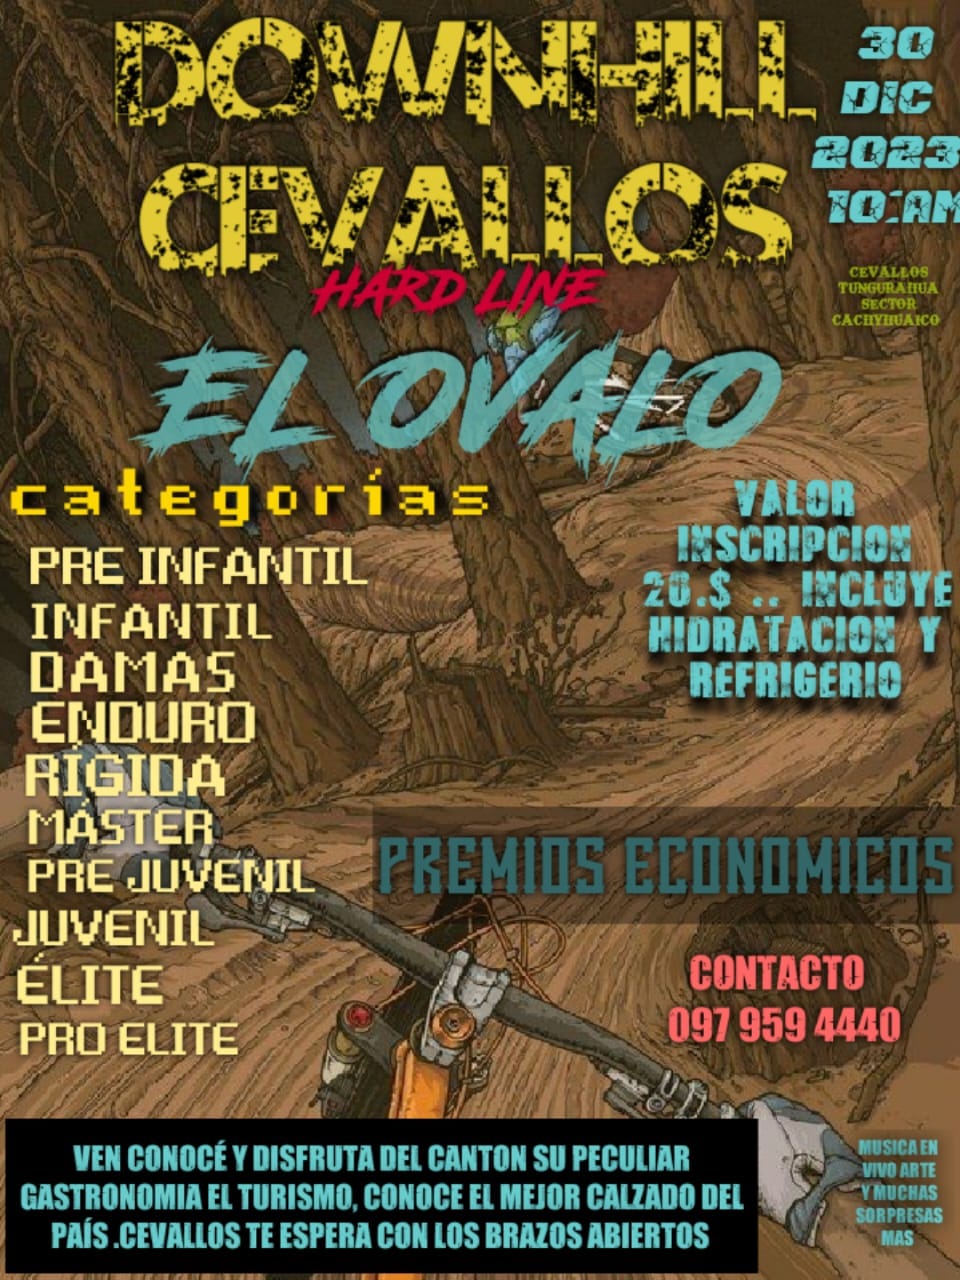 DOWNHILL
CEVALLOS
HARD LINE
EL OVALO
30
DIC
2023
10:AM
CEVALLOS
TUNGURAHUA
SECTOR
CACHYHUAICO
categorías
PRE INFANTIL
INFANTIL
DAMAS
ENDURO
RÍGIDA
MÁSTER
PRE JUVENIL
JUVENIL
ÉLITE
PRO ELITE
VALOR
INSCRIPCION
20.$ .. INCLUYE
HIDRATACION Y
REFRIGERIO
PREMIOS ECONOMICOS
CONTACTO
097 959 4440
VEN CONOCÉ Y DISFRUTA DEL CANTON SU PECULIAR
GASTRONOMIA EL TURISMO, CONOCE EL MEJOR CALZADO DEL
PAÍS .CEVALLOS TE ESPERA CON LOS BRAZOS ABIERTOS
MUSICA EN
VIVO ARTE
Y MUCHAS
SORPRESAS
MAS